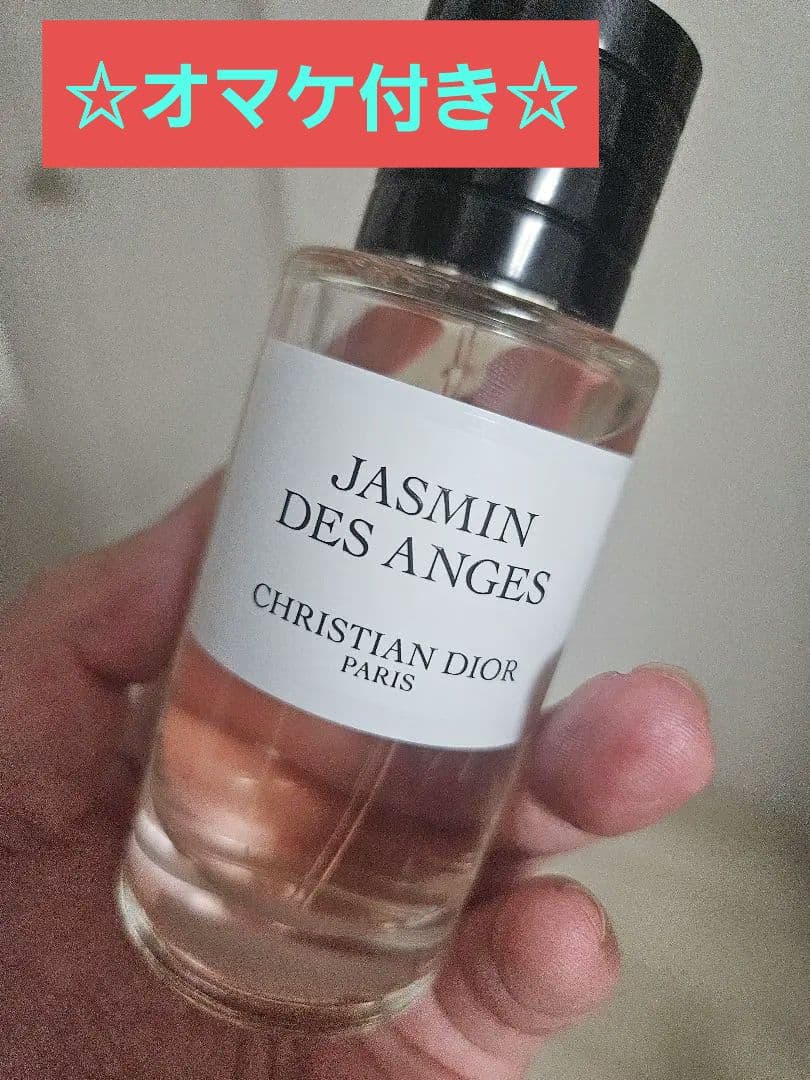 ☆オマケ付き☆
JASMIN
DES ANGES
CHRISTIAN DIOR
PARIS